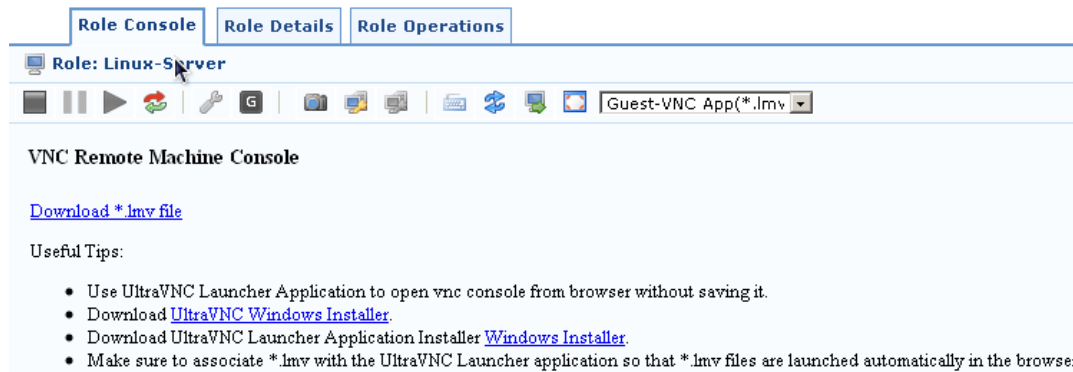 Role Console Role Details Role Operations
Role: Linux-Server
G Guest-VNC App(*.lmv
VNC Remote Machine Console
Download *.lmv file
Useful Tips:
• Use UltraVNC Launcher Application to open vnc console from browser without saving it.
• Download UltraVNC Windows Installer.
• Download UltraVNC Launcher Application Installer Windows Installer.
• Make sure to associate *.lmv with the UltraVNC Launcher application so that *.lmv files are launched automatically in the browse